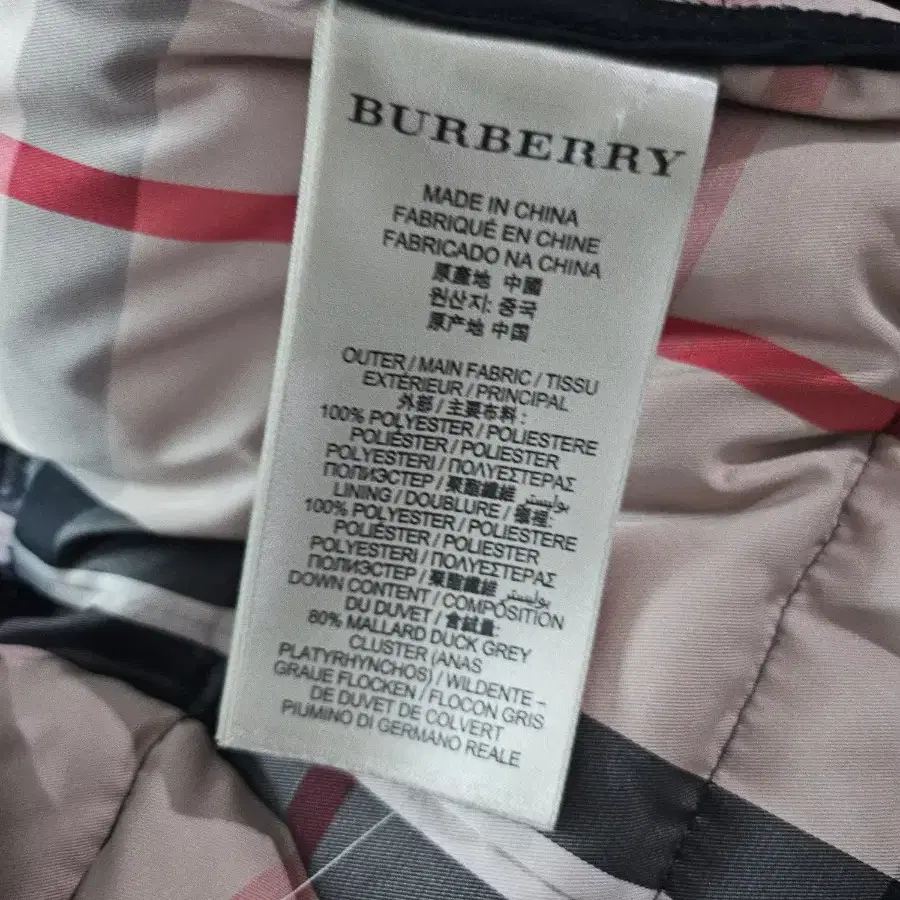 BURBERRY
MADE IN CHINA
FABRIQUÉ EN CHINE
FABRICADO NA CHINA
原產地 中國
원산지: 중국
原产地 中国
OUTER / MAIN FABRIC / TISSU
EXTÉRIEUR / PRINCIPAL
外部 / 主要布料 :
100% POLYESTER / POLIESTERE
POLIÉSTER / POLIESTER
POLYESTERI / ΠΟΛΥΕΣΤΕΡΑΣ
ПОЛИЭСТЕР / 聚酯纖維 بوليستر
LINING / DOUBLURE / 裡:
100% POLYESTER / POLIESTERE
POLIÉSTER / POLIESTER
POLYESTERI / ΠΟΛΥΕΣΤΕΡΑΣ
ПОЛИЭСТЕР / 聚酯纖維 بوليستر
DOWN CONTENT / COMPOSITION
DU DUVET / 含絨量:
80% MALLARD DUCK GREY
CLUSTER (ANAS
PLATYRHYNCHOS) / WILDENTE –
GRAUE FLOCKEN / FLOCON GRIS
DE DUVET DE COLVERT
PIUMINO DI GERMANO REALE